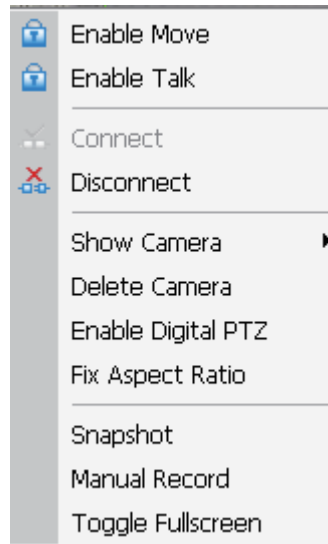 Enable Move
Enable Talk
Connect
Disconnect
Show Camera
Delete Camera
Enable Digital PTZ
Fix Aspect Ratio
Snapshot
Manual Record
Toggle Fullscreen